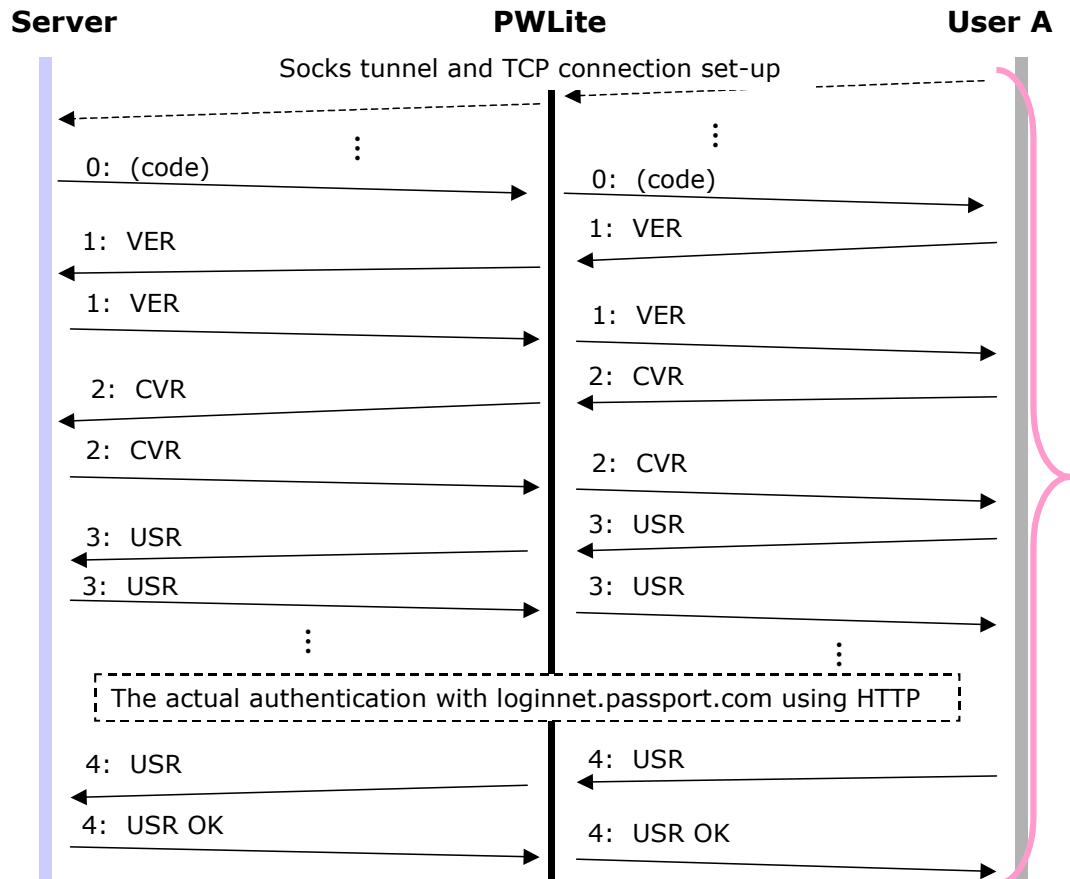 Server PWLite User A
Socks tunnel and TCP connection set-up
0: (code)
0: (code)
1: VER
1: VER
1: VER
1: VER
2: CVR
2: CVR
2: CVR
2: CVR
3: USR
3: USR
3: USR
3: USR
The actual authentication with loginnet.passport.com using HTTP
4: USR
4: USR
4: USR OK
4: USR OK